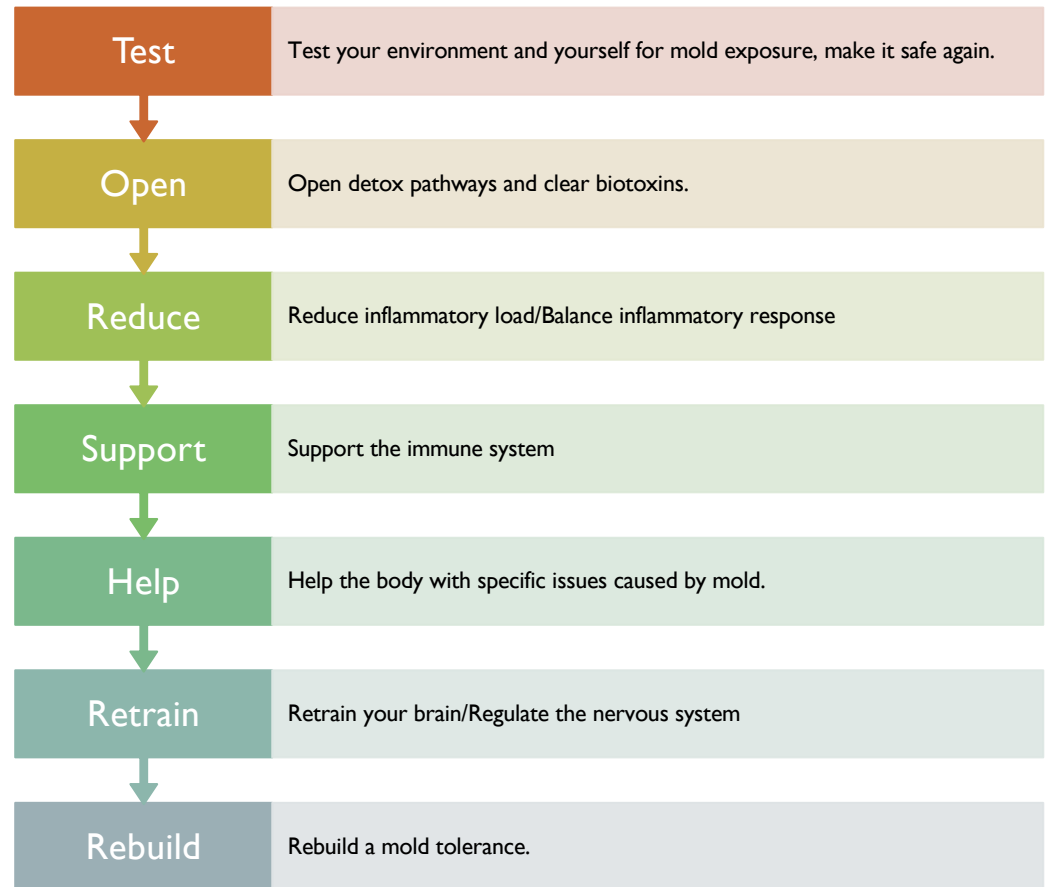 Test
Test your environment and yourself for mold exposure, make it safe again.
Open
Open detox pathways and clear biotoxins.
Reduce
Reduce inflammatory load/Balance inflammatory response
Support
Support the immune system
Help
Help the body with specific issues caused by mold.
Retrain
Retrain your brain/Regulate the nervous system
Rebuild
Rebuild a mold tolerance.